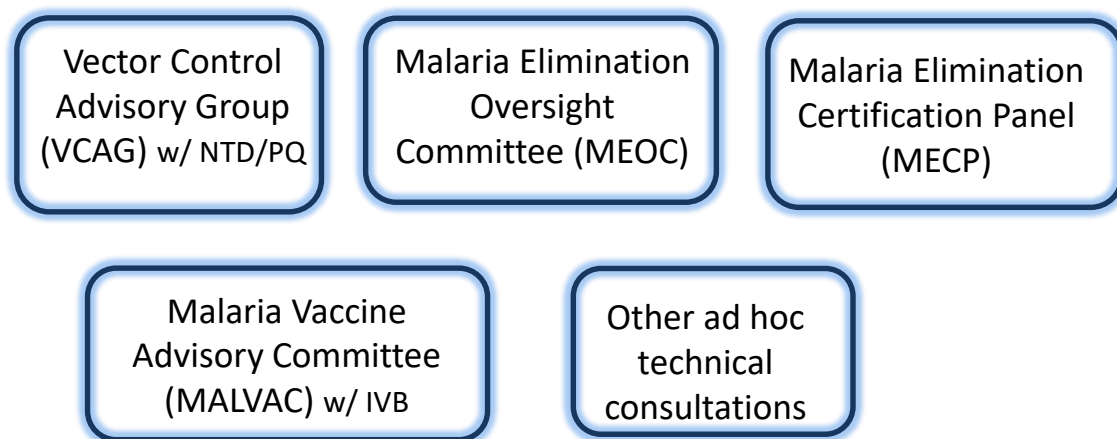 Vector Control
Advisory Group
(VCAG) w/ NTD/PQ
Malaria Elimination
Oversight
Committee (MEOC)
Malaria Elimination
Certification Panel
(MECP)
Malaria Vaccine
Advisory Committee
(MALVAC) w/ IVB
Other ad hoc
technical
consultations